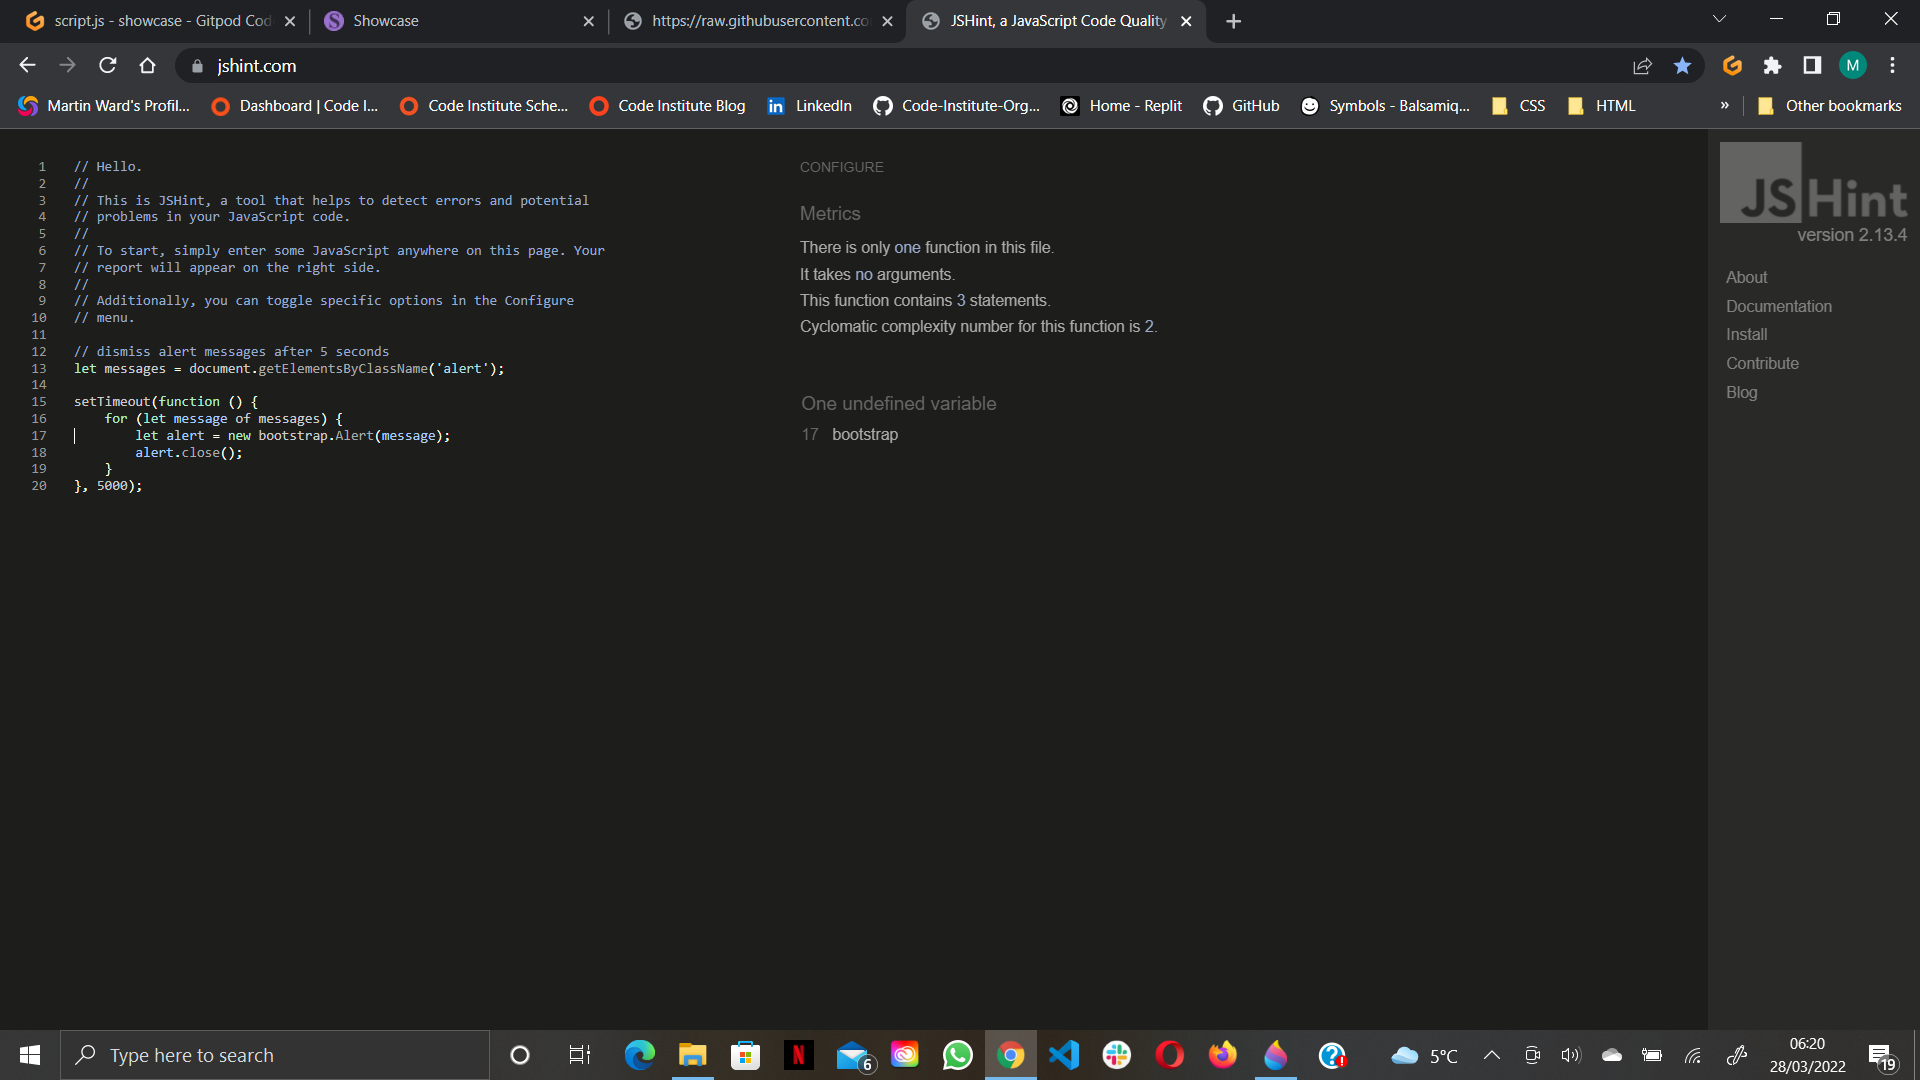 script.js - showcase - Gitpod Cod
Showcase
https://raw.githubusercontent.co
JSHint, a JavaScript Code Quality
jshint.com
M
Martin Ward's Profil...
Dashboard | Code I...
Code Institute Sche...
Code Institute Blog
in LinkedIn
Code-Institute-Org...
Home - Replit
GitHub
Symbols - Balsamiq...
CSS
HTML
»
Other bookmarks
1 // Hello.
2 //
3 // This is JSHint, a tool that helps to detect errors and potential
4 // problems in your JavaScript code.
5 //
6 // To start, simply enter some JavaScript anywhere on this page. Your
7 // report will appear on the right side.
8 //
9 // Additionally, you can toggle specific options in the Configure
10 // menu.
11
12 // dismiss alert messages after 5 seconds
13 let messages = document.getElementsByClassName('alert');
14
15 setTimeout(function () {
16 for (let message of messages) {
17 let alert = new bootstrap.Alert(message);
18 alert.close();
19 }
20 }, 5000);
CONFIGURE
Metrics
There is only one function in this file.
It takes no arguments.
This function contains 3 statements.
Cyclomatic complexity number for this function is 2.
One undefined variable
17 bootstrap
JSHint
version 2.13.4
About
Documentation
Install
Contribute
Blog
Type here to search
N
6
5°C
06:20
28/03/2022
19